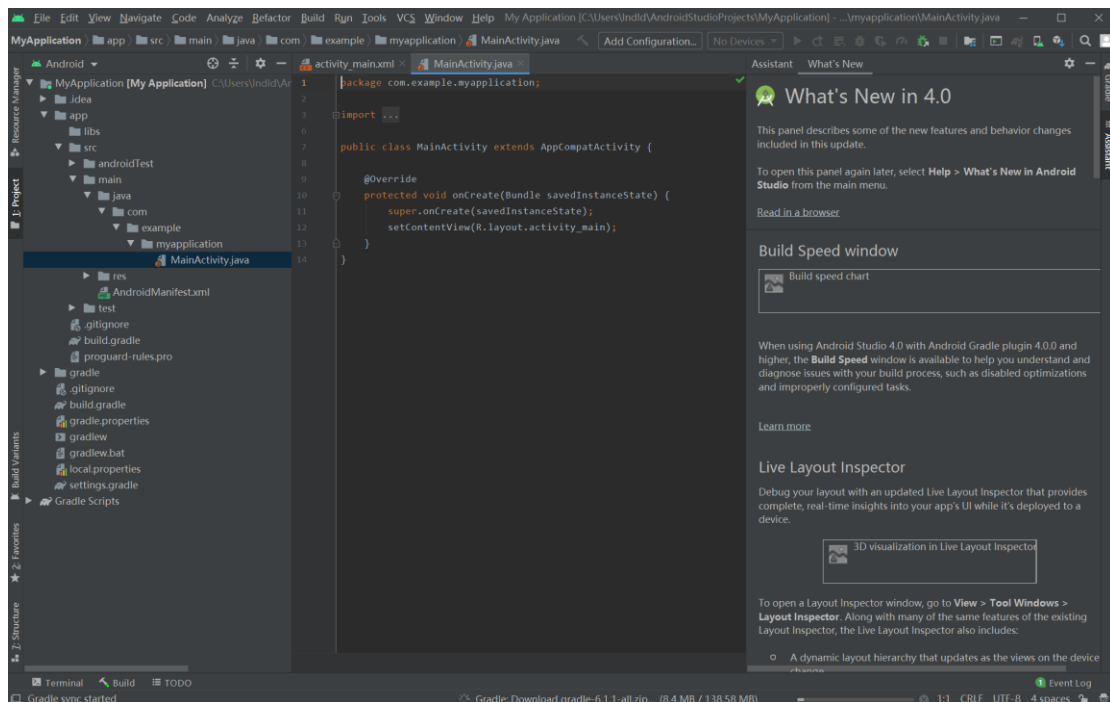 File Edit View Navigate Code Analyze Refactor Build Run Tools VCS Window Help My Application [C:\Users\IndId\AndroidStudioProjects\MyApplication] - ...\myapplication\MainActivity.java
MyApplication app src main java com example myapplication MainActivity.java Add Configuration... No Devices
Android
activity_main.xml MainActivity.java
Assistant What's New
MyApplication [My Application] C:\Users\IndId\Ar
.idea
app
libs
src
androidTest
main
java
com
example
myapplication
MainActivity.java
res
AndroidManifest.xml
test
.gitignore
build.gradle
proguard-rules.pro
gradle
.gitignore
build.gradle
gradle.properties
gradlew
gradlew.bat
local.properties
settings.gradle
Gradle Scripts
Resource Manager
1: Project
Build Variants
2: Favorites
7: Structure
1 package com.example.myapplication;
2
3 import ...
6
7 public class MainActivity extends AppCompatActivity {
8
9 @Override
10 protected void onCreate(Bundle savedInstanceState) {
11 super.onCreate(savedInstanceState);
12 setContentView(R.layout.activity_main);
13 }
14 }
What's New in 4.0
This panel describes some of the new features and behavior changes
included in this update.
To open this panel again later, select Help > What's New in Android
Studio from the main menu.
Read in a browser
Build Speed window
Build speed chart
When using Android Studio 4.0 with Android Gradle plugin 4.0.0 and
higher, the Build Speed window is available to help you understand and
diagnose issues with your build process, such as disabled optimizations
and improperly configured tasks.
Learn more
Live Layout Inspector
Debug your layout with an updated Live Layout Inspector that provides
complete, real-time insights into your app's UI while it's deployed to a
device.
3D visualization in Live Layout Inspector
To open a Layout Inspector window, go to View > Tool Windows >
Layout Inspector. Along with many of the same features of the existing
Layout Inspector, the Live Layout Inspector also includes:
A dynamic layout hierarchy that updates as the views on the device
change
Gradle
Assistant
Terminal Build TODO
1 Event Log
Gradle sync started
Gradle: Download gradle-6.1.1-all.zip... (8.4 MB / 138.58 MB)
1:1 CRLF UTF-8 4 spaces